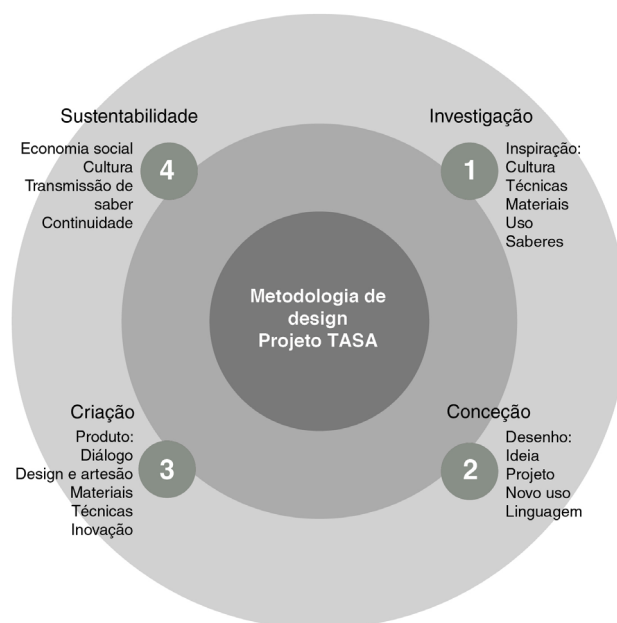 Sustentabilidade
Economia social
Cultura
Transmissão de
saber
Continuidade
4
Investigação
1
Inspiração:
Cultura
Técnicas
Materiais
Uso
Saberes
Metodologia de
design
Projeto TASA
Criação
Produto:
Diálogo
Design e artesão
Materiais
Técnicas
Inovação
3
Conceção
2
Desenho:
Ideia
Projeto
Novo uso
Linguagem